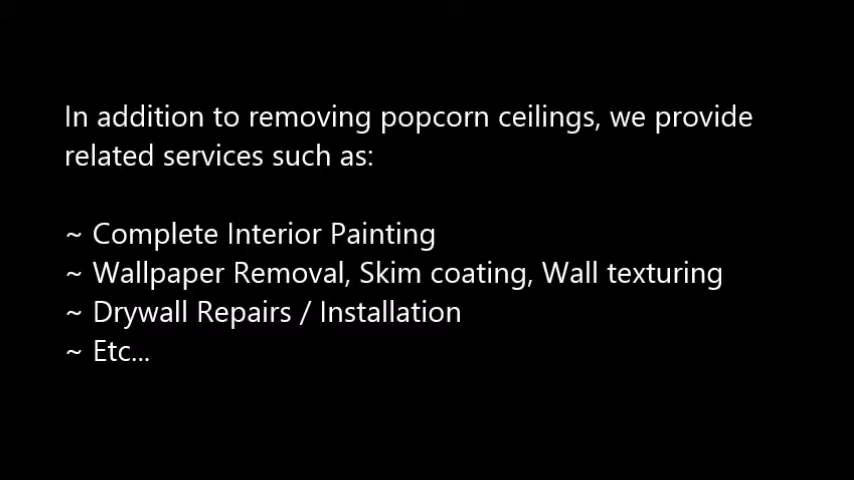 In addition to removing popcorn ceilings, we provide
related services such as:
~ Complete Interior Painting
~ Wallpaper Removal, Skim coating, Wall texturing
~ Drywall Repairs / Installation
~ Etc...